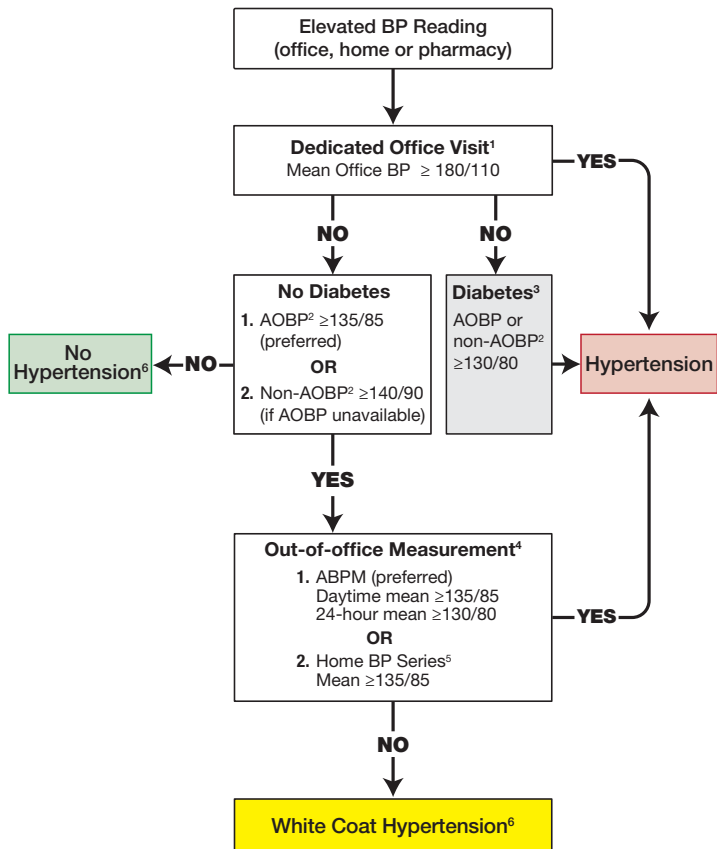 Elevated BP Reading
(office, home or pharmacy)
Dedicated Office Visit¹
Mean Office BP ≥ 180/110
YES
NO
NO
No Diabetes
1. AOBP² ≥135/85
(preferred)
OR
2. Non-AOBP² ≥140/90
(if AOBP unavailable)
Diabetes³
AOBP or
non-AOBP²
≥130/80
No
Hypertension⁶
NO
Hypertension
YES
Out-of-office Measurement⁴
1. ABPM (preferred)
Daytime mean ≥135/85
24-hour mean ≥130/80
OR
2. Home BP Series⁵
Mean ≥135/85
YES
NO
White Coat Hypertension⁶